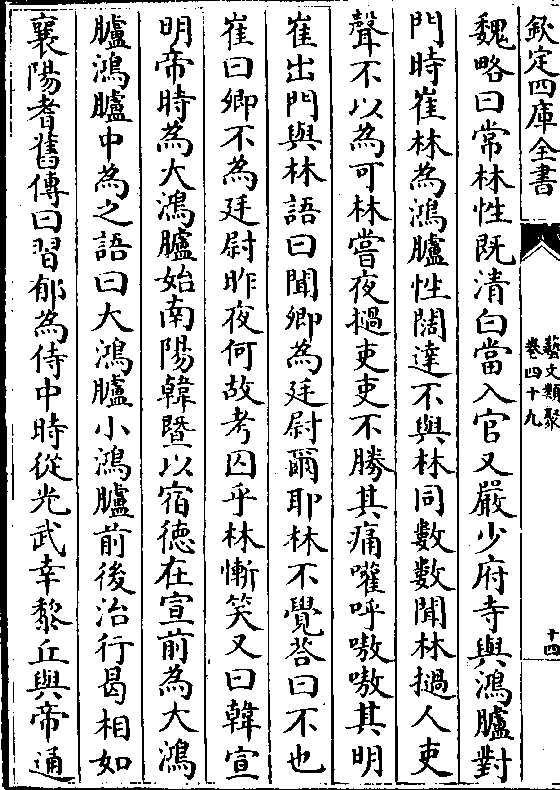 欽定四庫全書
藝文類聚
卷四十九
十四
魏略曰常林性既清白當入官又嚴少府寺與鴻臚對
門時崔林為鴻臚性闊達不與林同數數聞林撾人吏
聲不以為可林嘗夜撾吏吏不勝其痛嚾呼嗷嗷其明
崔出門與林語曰聞卿為廷尉爾耶林不覺荅曰不也
崔曰卿不為廷尉昨夜何故考囚乎林慚笑又曰韓宣
明帝時為大鴻臚始南陽韓暨以宿徳在宣前為大鴻
臚鴻臚中為之語曰大鴻臚小鴻臚前後治行曷相如
襄陽耆舊傳曰習郁為侍中時從光武幸黎丘與帝通